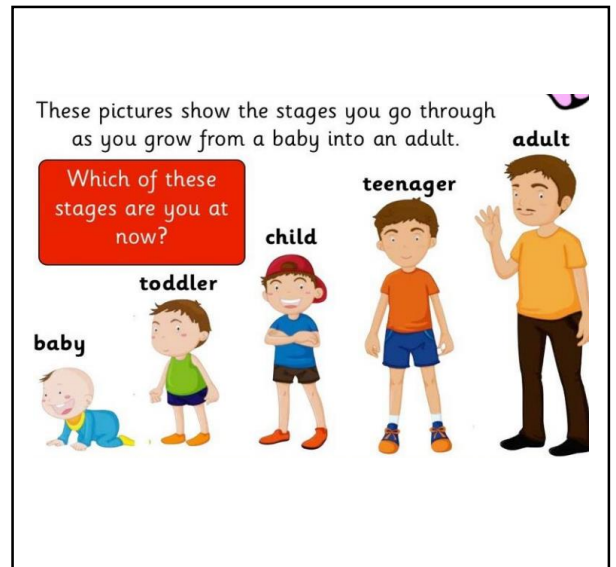 These pictures show the stages you go through
as you grow from a baby into an adult.
adult
Which of these
stages are you at
now?
teenager
child
toddler
baby